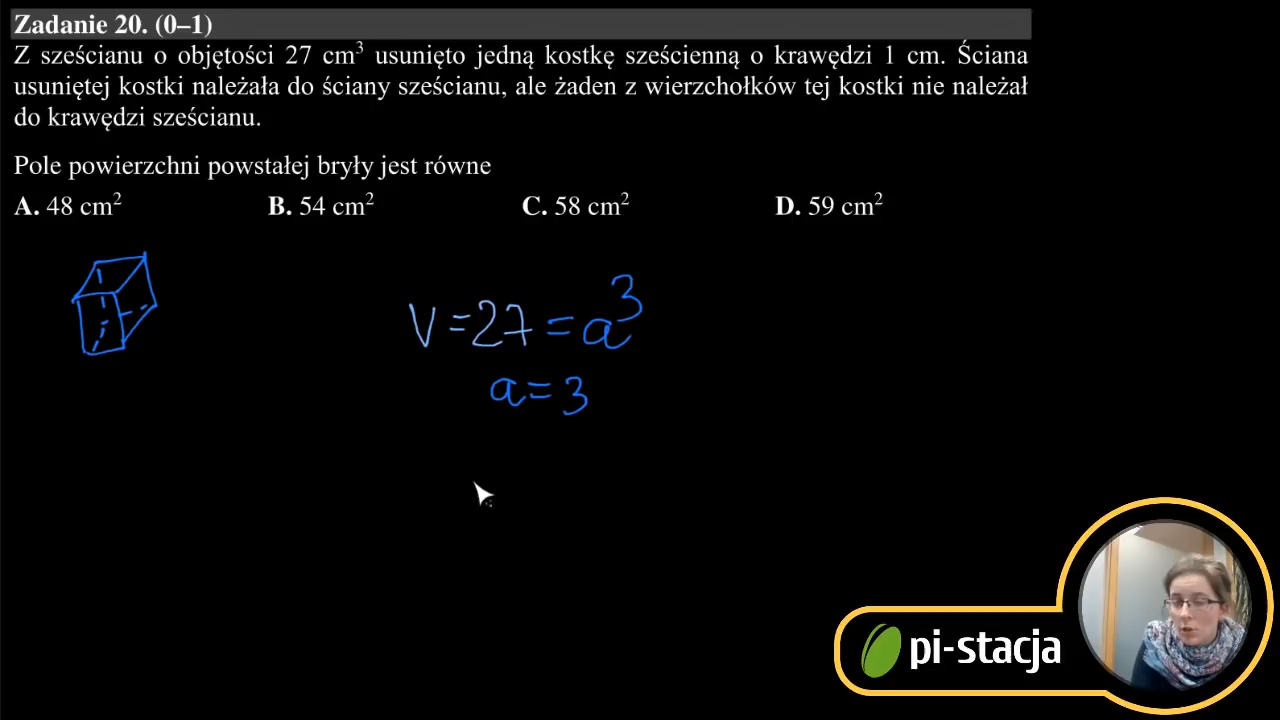 Zadanie 20. (0–1)
Z sześcianu o objętości 27 cm³ usunięto jedną kostkę sześcienną o krawędzi 1 cm. Ściana
usuniętej kostki należała do ściany sześcianu, ale żaden z wierzchołków tej kostki nie należał
do krawędzi sześcianu.
Pole powierzchni powstałej bryły jest równe
A. 48 cm² B. 54 cm² C. 58 cm² D. 59 cm²
V = 27 = a³
a = 3
pi-stacja